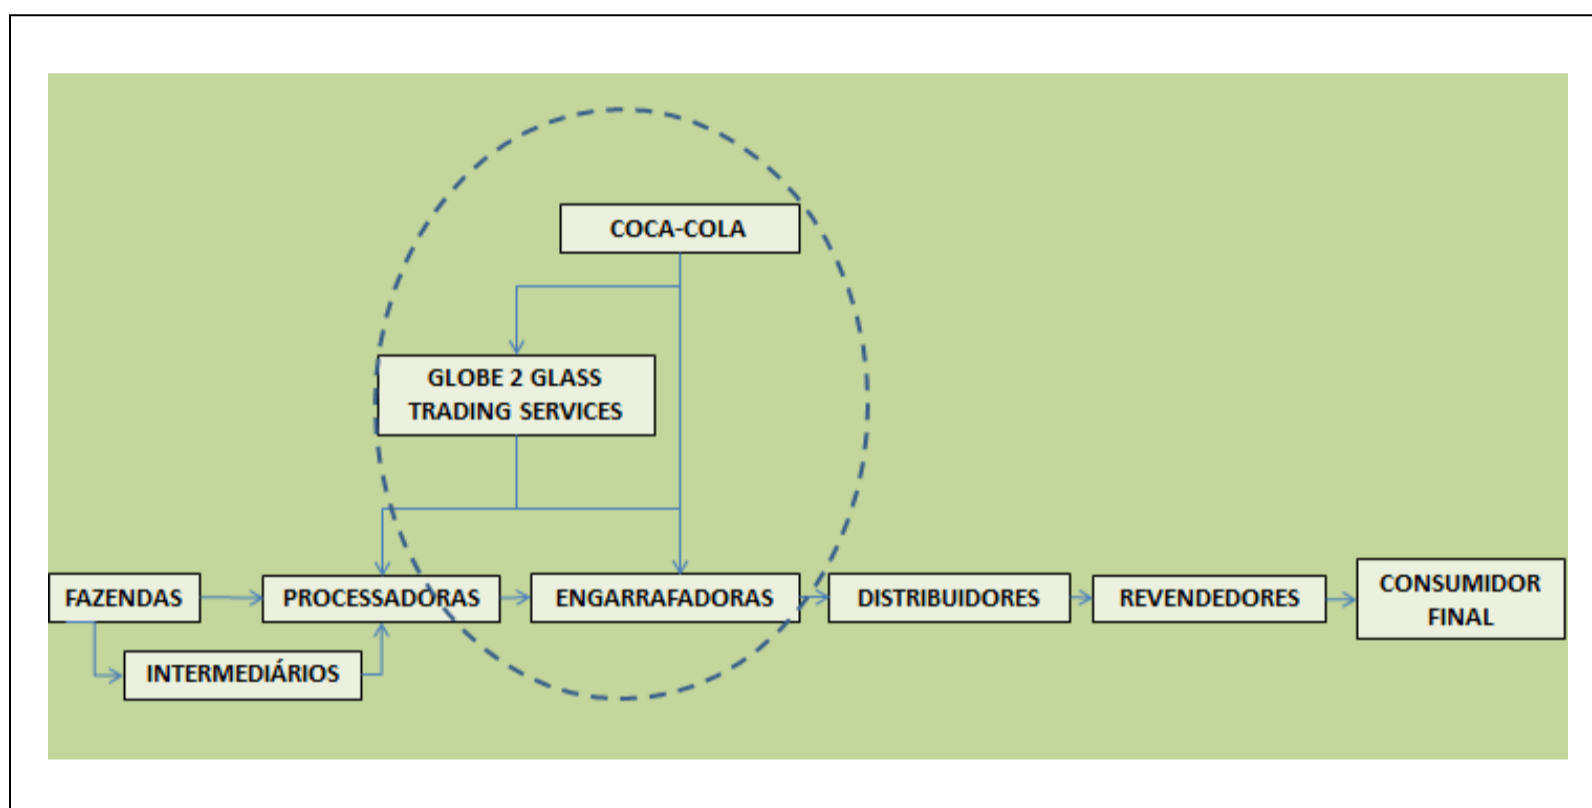 COCA-COLA
GLOBE 2 GLASS
TRADING SERVICES
FAZENDAS
PROCESSADORAS
ENGARRAFADORAS
DISTRIBUIDORES
REVENDEDORES
CONSUMIDOR
FINAL
INTERMEDIÁRIOS